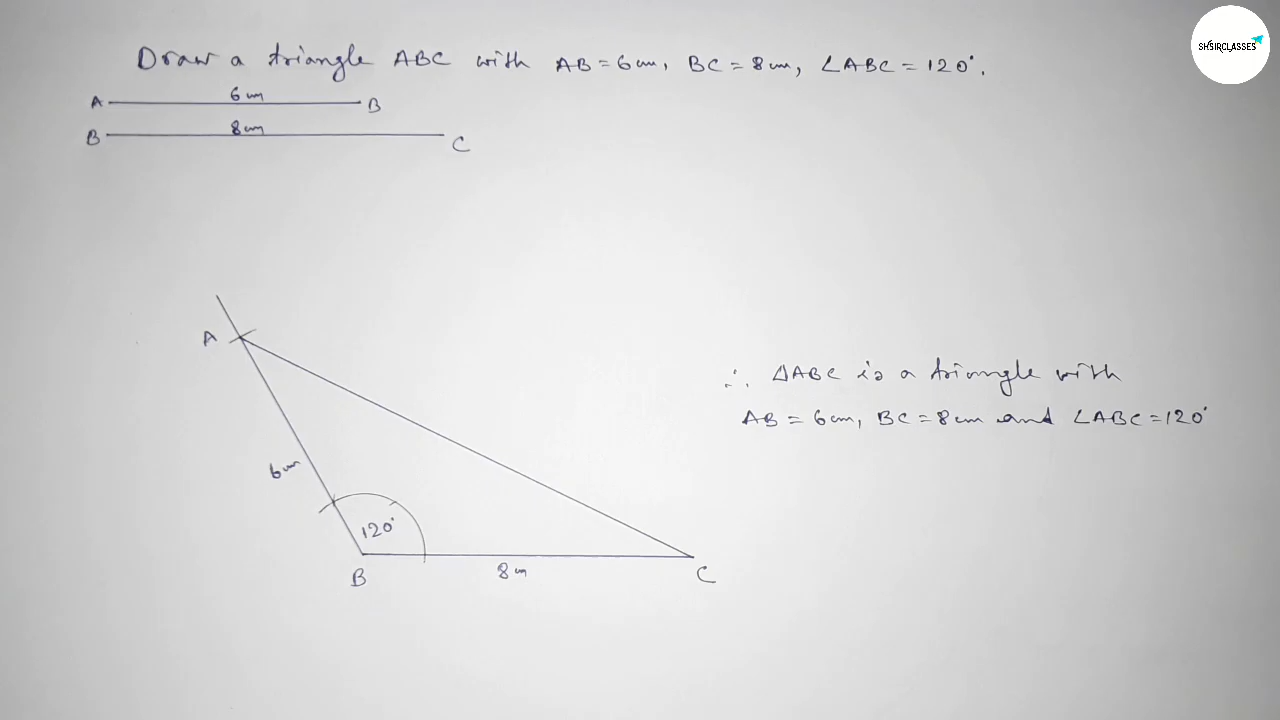 SHSIRCLASSES
Draw a triangle ABC with AB = 6cm, BC = 8cm, ∠ABC = 120°.
A 6cm B
B 8cm C
A
∴ △ABC is a triangle with
AB = 6cm, BC = 8cm and ∠ABC = 120°
6cm
120°
B 8cm C